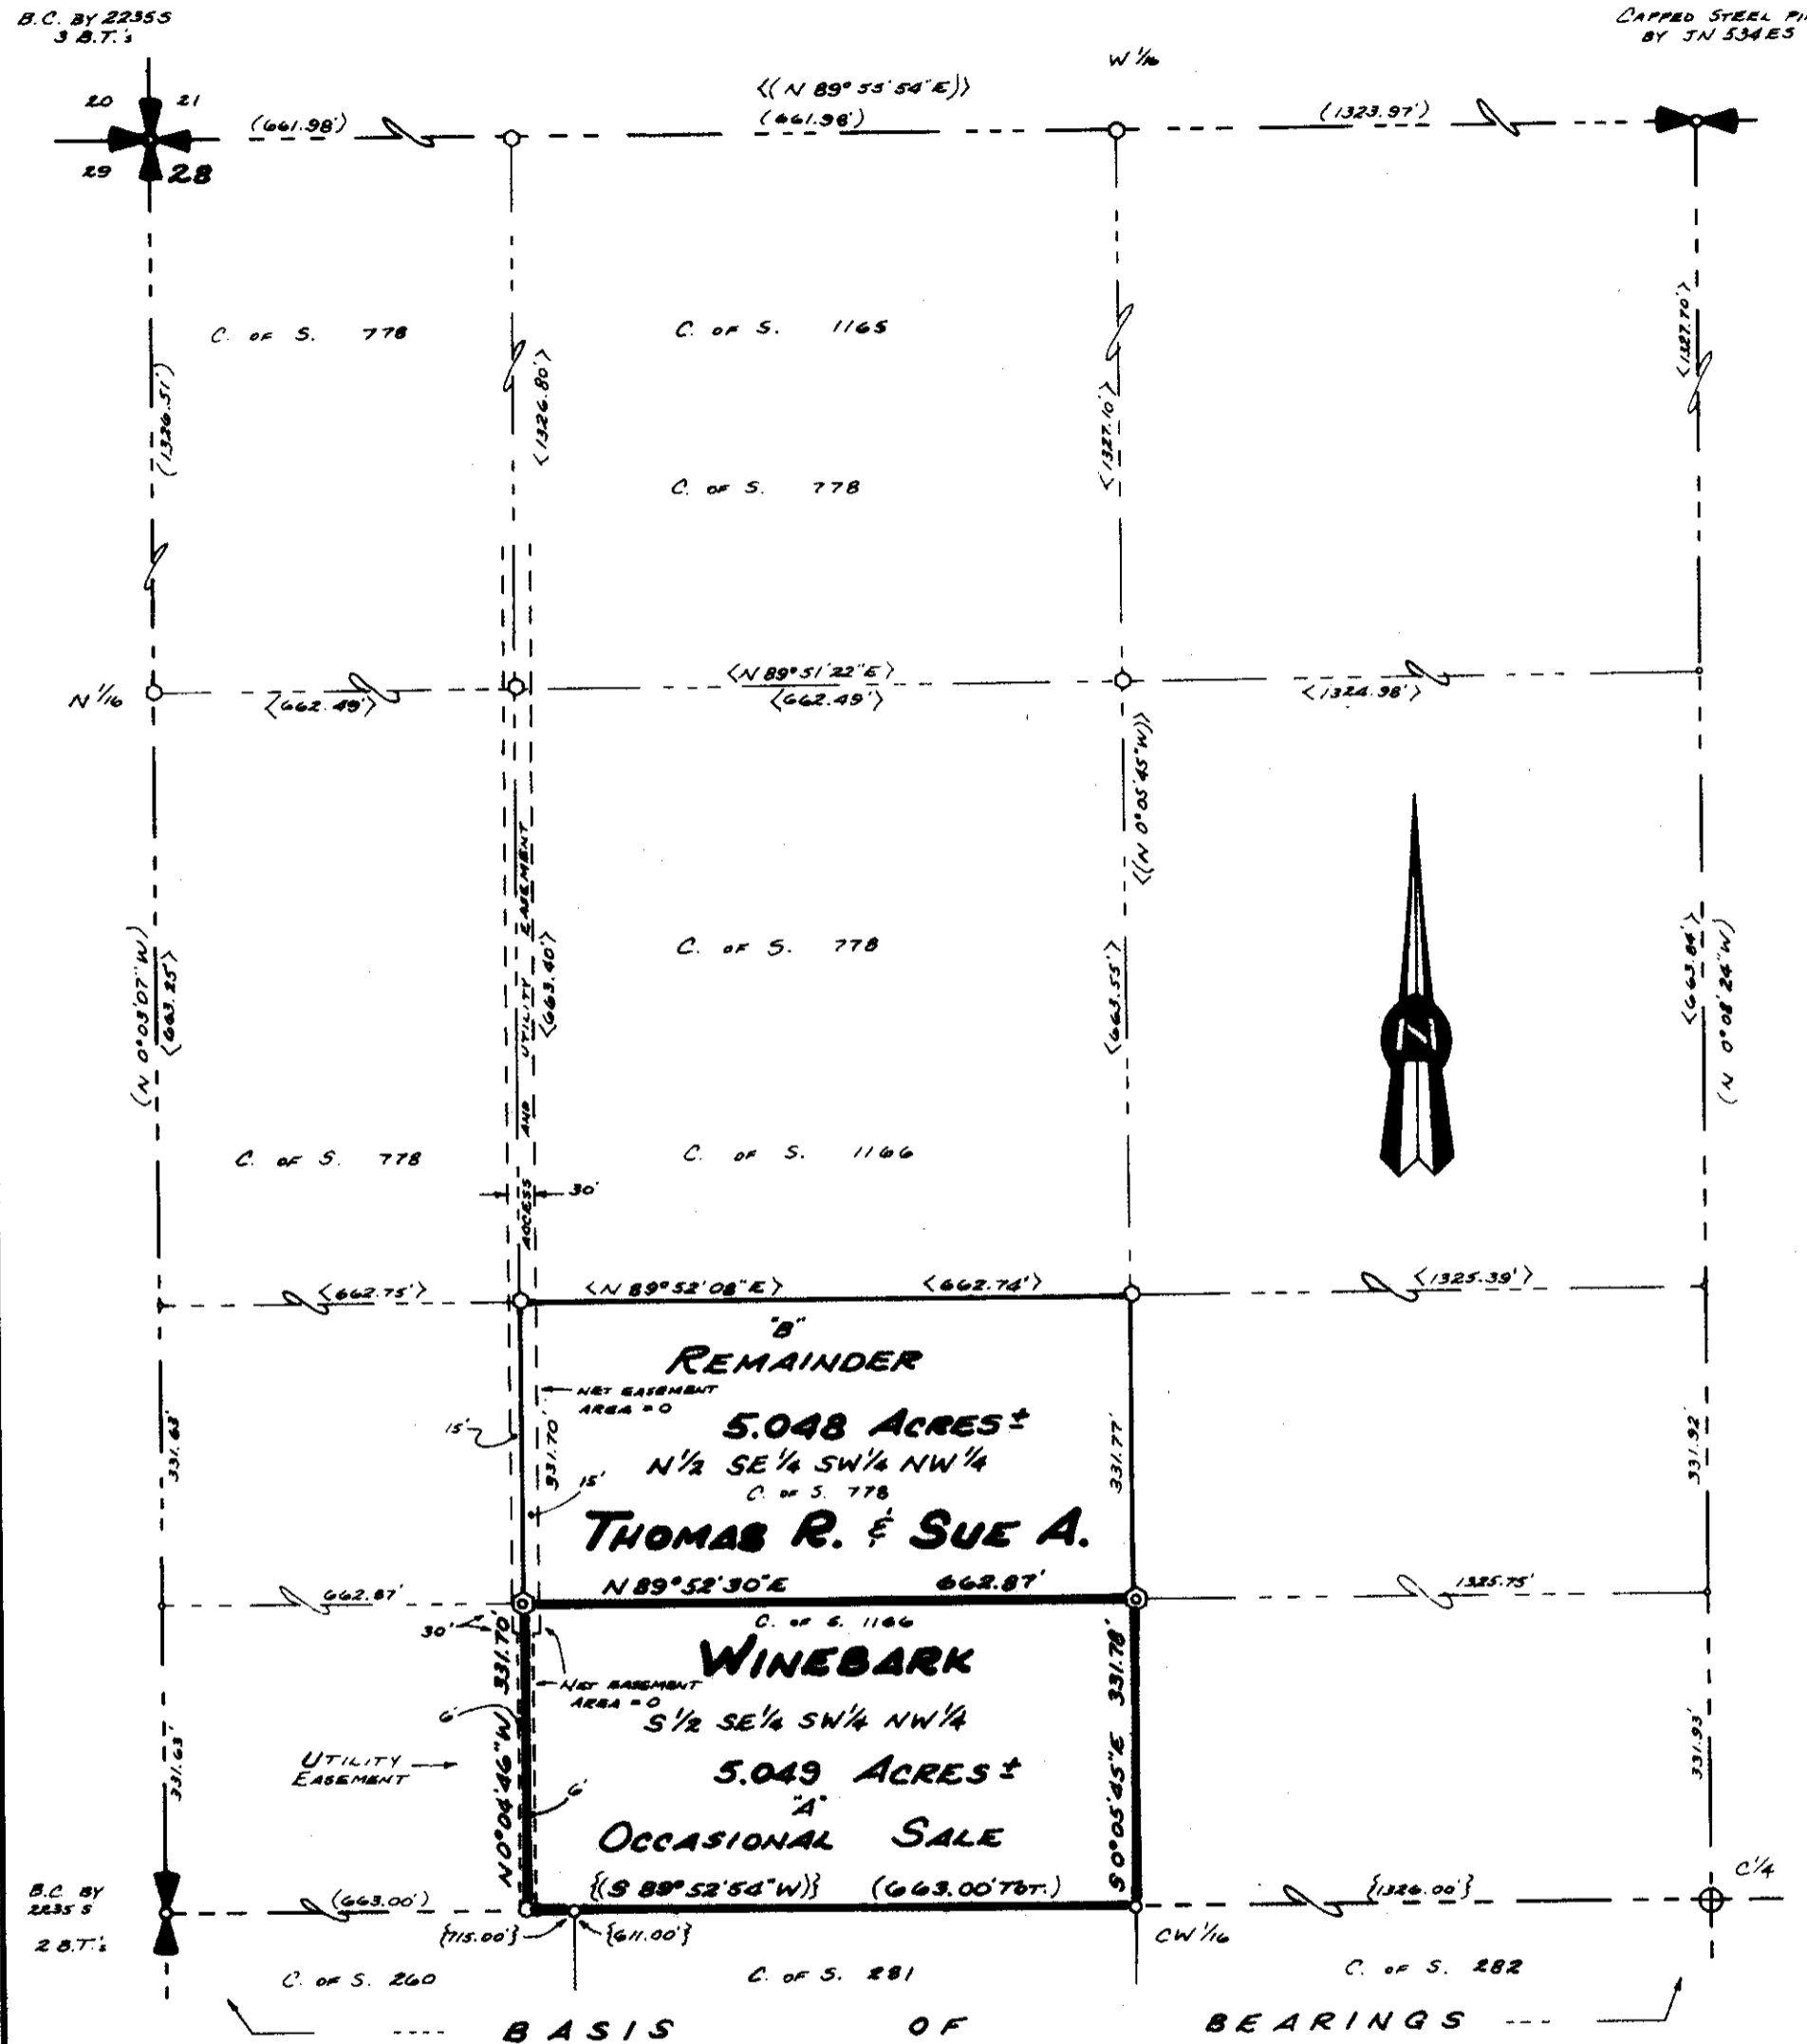 B.C. BY 2235S
3 B.T.'s
CAPPED STEEL
BY JN 534ES
W 1/16
20 21
29 28
(661.98')
<(N 89° 55' 54" E)>
(661.98')
(1323.97')
C. OF S. 778
C. OF S. 1165
(1326.51')
<1326.80'>
<1327.10'>
<1327.70'>
C. OF S. 778
N 1/16
<662.49'>
<N 89° 51' 22" E>
<662.49'>
<1324.98'>
(N 0° 03' 07" W)
<663.25'>
ACCESS AND UTILITY EASEMENT
<663.40'>
C. OF S. 778
<(N 0° 05' 45" W)>
<663.55'>
<663.84'>
(N 0° 08' 24" W)
C. OF S. 778
C. OF S. 1166
30'
<662.75'>
<N 89° 52' 08" E>
<662.74'>
<1325.39'>
"B"
REMAINDER
NET EASEMENT
AREA = 0
5.048 ACRES ±
15'
331.63'
331.70'
331.77'
331.92'
N 1/2 SE 1/4 SW 1/4 NW 1/4
15'
C. OF S. 778
THOMAS R. & SUE A.
662.87'
N 89° 52' 30" E
662.87'
1325.75'
30'
C. OF S. 1166
WINEBARK
NET EASEMENT
AREA = 0
S 1/2 SE 1/4 SW 1/4 NW 1/4
6'
331.63'
N 0° 04' 46" W 331.70'
S 0° 05' 45" E 331.78'
331.93'
UTILITY
EASEMENT
5.049 ACRES ±
6'
"A"
OCCASIONAL SALE
B.C. BY
2235 S
2 B.T.'s
(663.00')
{(S 89° 52' 54" W)}
(663.00' TOT.)
{1326.00'}
C 1/4
{715.00'}
{611.00'}
CW 1/16
C. OF S. 260
C. OF S. 281
C. OF S. 282
BASIS OF BEARINGS